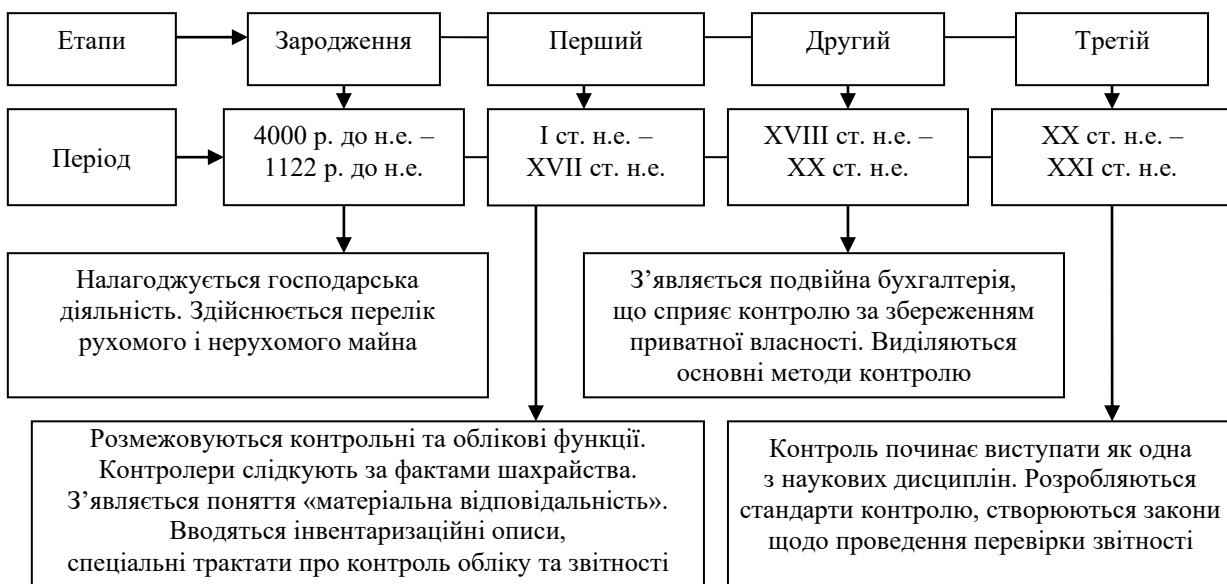 Етапи
Зародження
Перший
Другий
Третій
Період
4000 р. до н.е. –
1122 р. до н.е.
I ст. н.е. –
XVII ст. н.е.
XVIII ст. н.е. –
XX ст. н.е.
XX ст. н.е. –
XXI ст. н.е.
Налагоджується господарська
діяльність. Здійснюється перелік
рухомого і нерухомого майна
З’являється подвійна бухгалтерія,
що сприяє контролю за збереженням
приватної власності. Виділяються
основні методи контролю
Розмежовуються контрольні та облікові функції.
Контролери слідкують за фактами шахрайства.
З’являється поняття «матеріальна відповідальність».
Вводяться інвентаризаційні описи,
спеціальні трактати про контроль обліку та звітності
Контроль починає виступати як одна
з наукових дисциплін. Розробляються
стандарти контролю, створюються закони
щодо проведення перевірки звітності